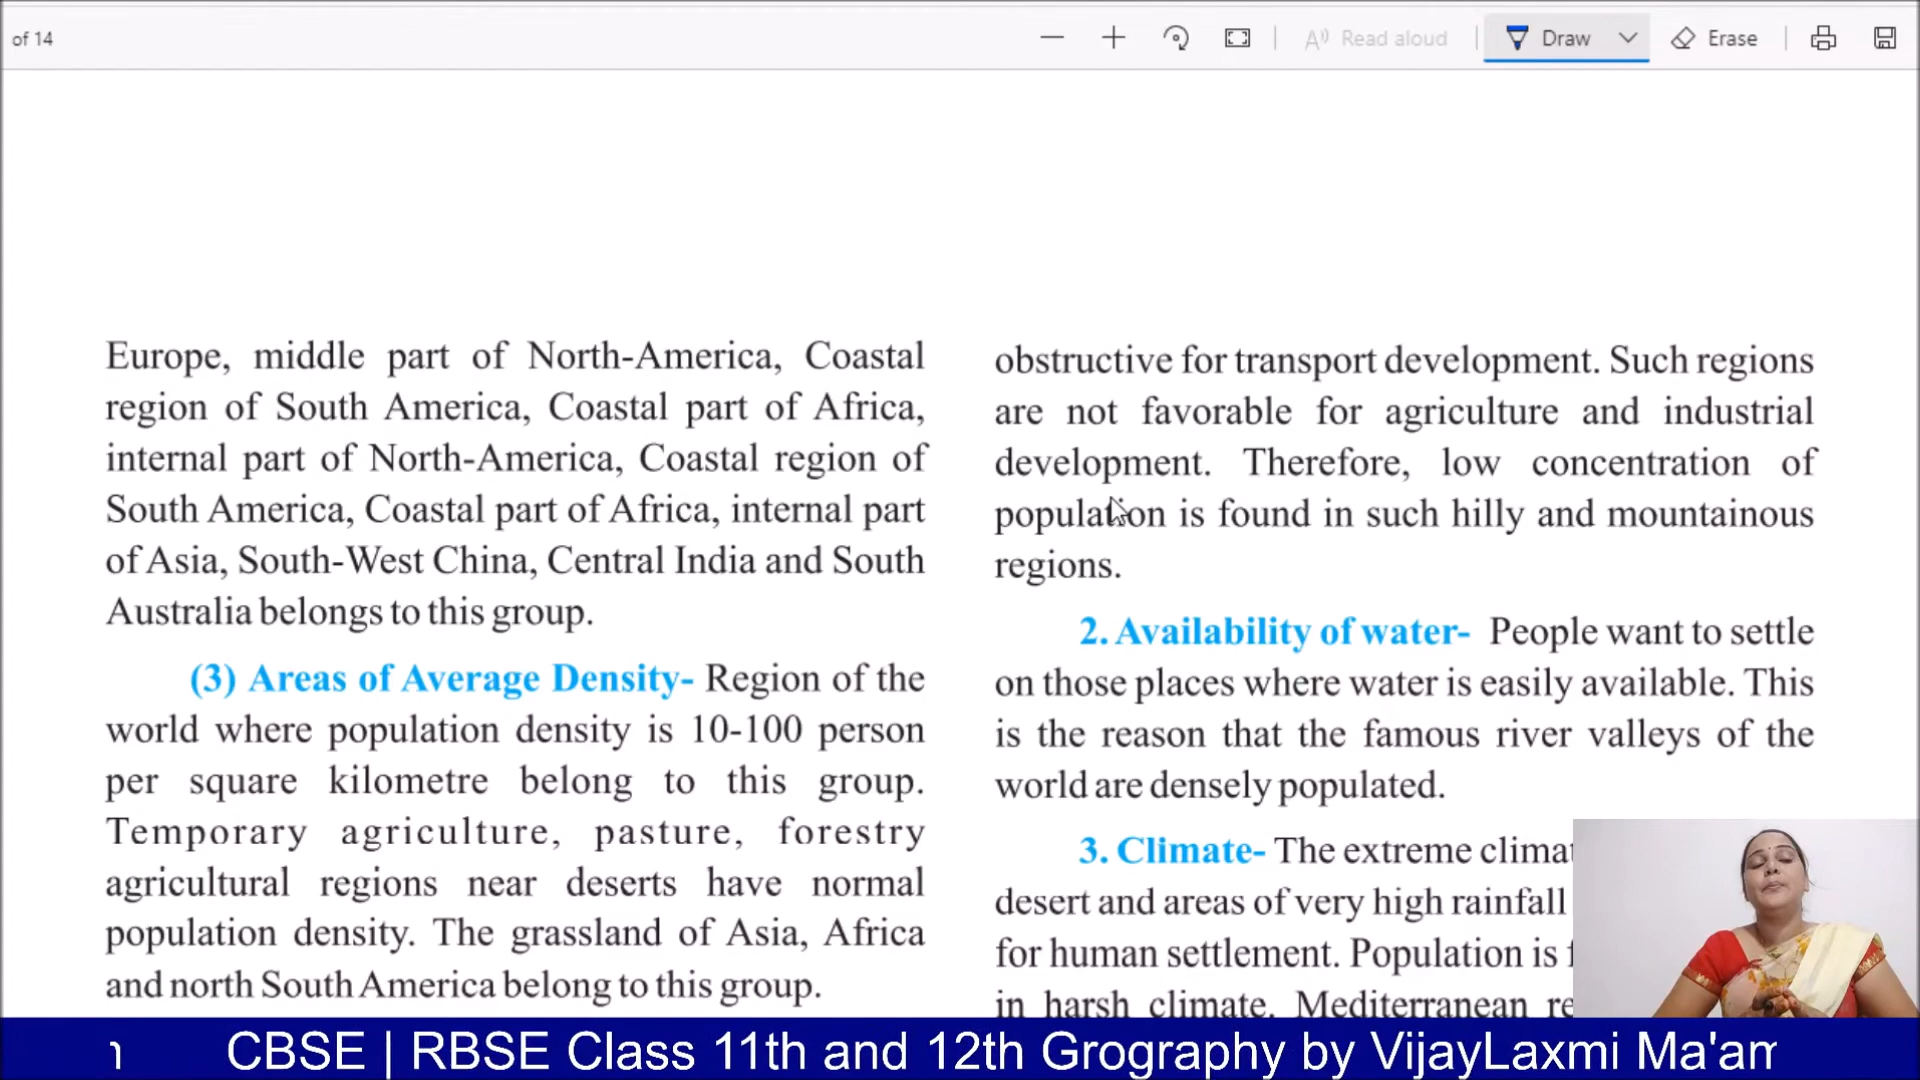 of 14
Read aloud
Draw
Erase
Europe, middle part of North-America, Coastal
region of South America, Coastal part of Africa,
internal part of North-America, Coastal region of
South America, Coastal part of Africa, internal part
of Asia, South-West China, Central India and South
Australia belongs to this group.
(3) Areas of Average Density- Region of the
world where population density is 10-100 person
per square kilometre belong to this group.
Temporary agriculture, pasture, forestry
agricultural regions near deserts have normal
population density. The grassland of Asia, Africa
and north South America belong to this group.
obstructive for transport development. Such regions
are not favorable for agriculture and industrial
development. Therefore, low concentration of
population is found in such hilly and mountainous
regions.
2. Availability of water- People want to settle
on those places where water is easily available. This
is the reason that the famous river valleys of the
world are densely populated.
3. Climate- The extreme
desert and areas of very high rainfall
for human settlement. Population is
in harsh climate. Mediterranean
CBSE | RBSE Class 11th and 12th Grography by VijayLaxmi Ma'am